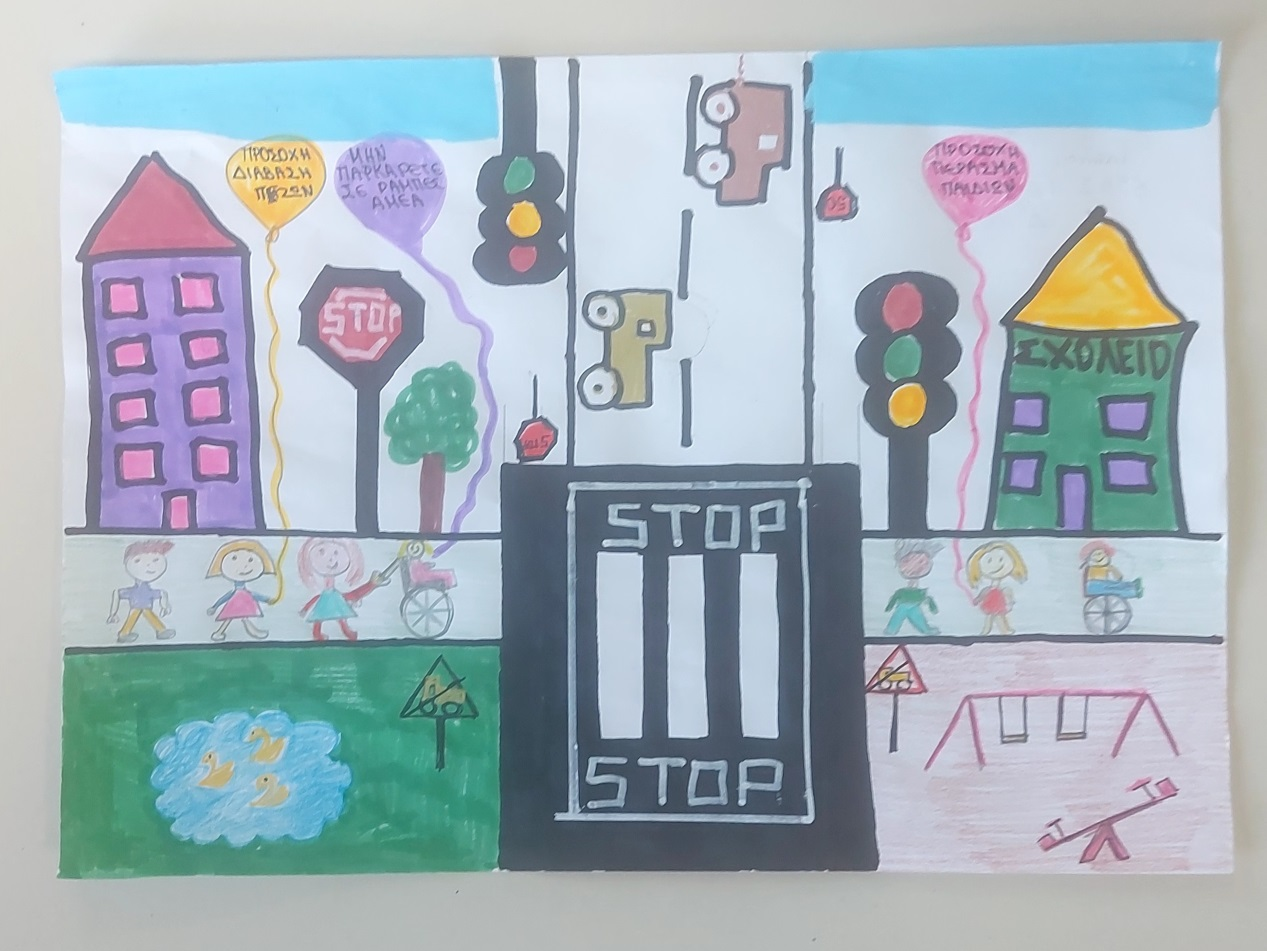 ΠΡΟΣΟΧΗ
ΔΙΑΒΑΣΗ
ΠΕΖΩΝ
ΜΗΝ
ΠΑΡΚΑΡΕΤΕ
ΣΕ ΡΑΜΠΕΣ
ΑΜΕΑ
ΠΡΟΣΟΧΗ
ΠΕΡΑΣΜΑ
ΠΑΙΔΙΩΝ
STOP
ΣΧΟΛΕΙΟ
STOP
STOP